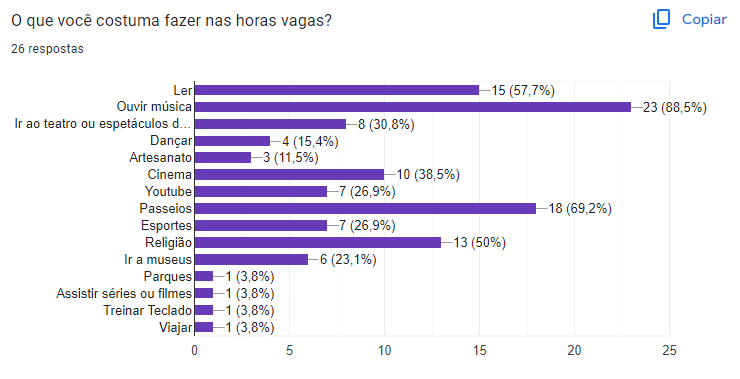 O que você costuma fazer nas horas vagas?
Copiar
26 respostas
Ler 15 (57,7%)
Ouvir música 23 (88,5%)
Ir ao teatro ou espetáculos d... 8 (30,8%)
Dançar 4 (15,4%)
Artesanato 3 (11,5%)
Cinema 10 (38,5%)
Youtube 7 (26,9%)
Passeios 18 (69,2%)
Esportes 7 (26,9%)
Religião 13 (50%)
Ir a museus 6 (23,1%)
Parques 1 (3,8%)
Assistir séries ou filmes 1 (3,8%)
Treinar Teclado 1 (3,8%)
Viajar 1 (3,8%)
0 5 10 15 20 25